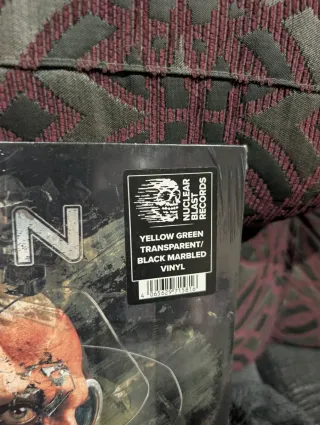 N
NUCLEAR
BLAST
RECORDS
YELLOW GREEN
TRANSPARENT/
BLACK MARBLED
VINYL